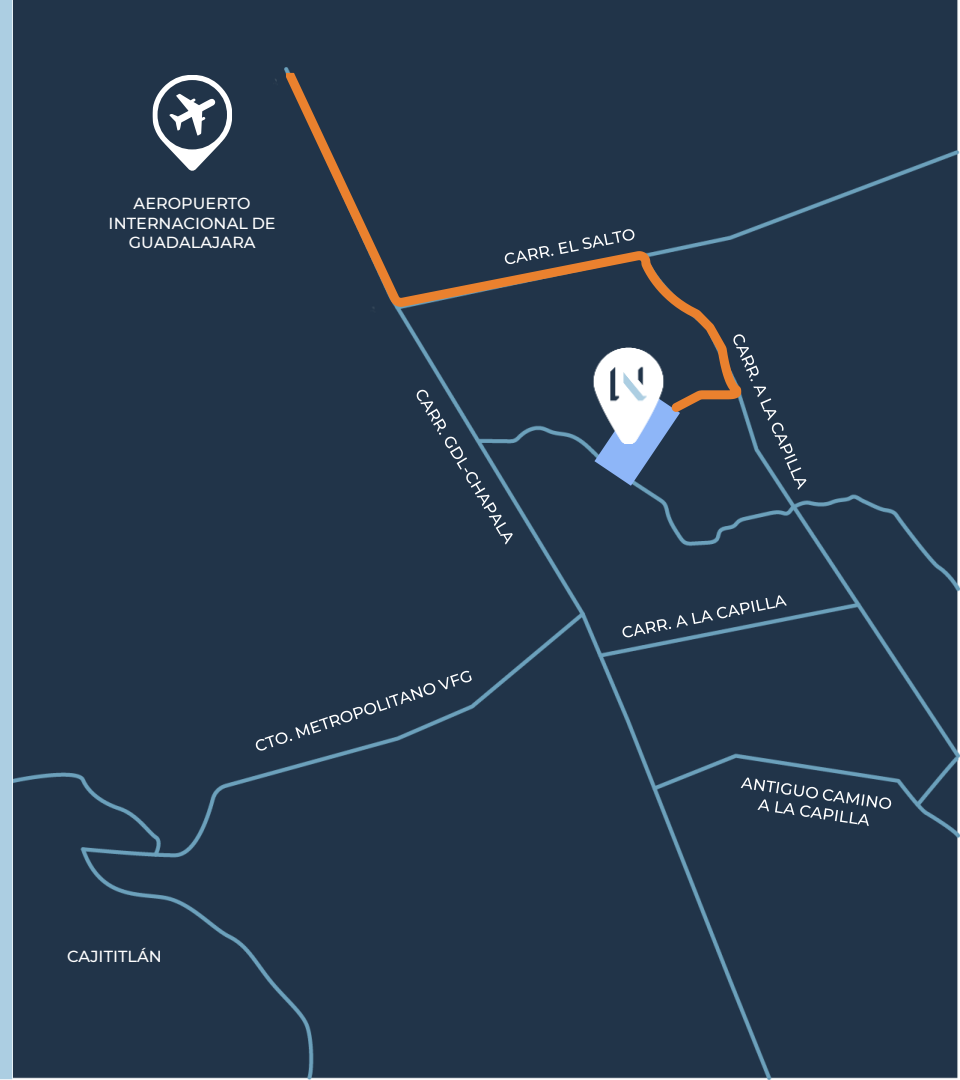 AEROPUERTO
INTERNACIONAL DE
GUADALAJARA
CARR. EL SALTO
CARR. A LA CAPILLA
N
CARR. GDL-CHAPALA
CARR. A LA CAPILLA
CTO. METROPOLITANO VFG
ANTIGUO CAMINO
A LA CAPILLA
CAJITITLÁN